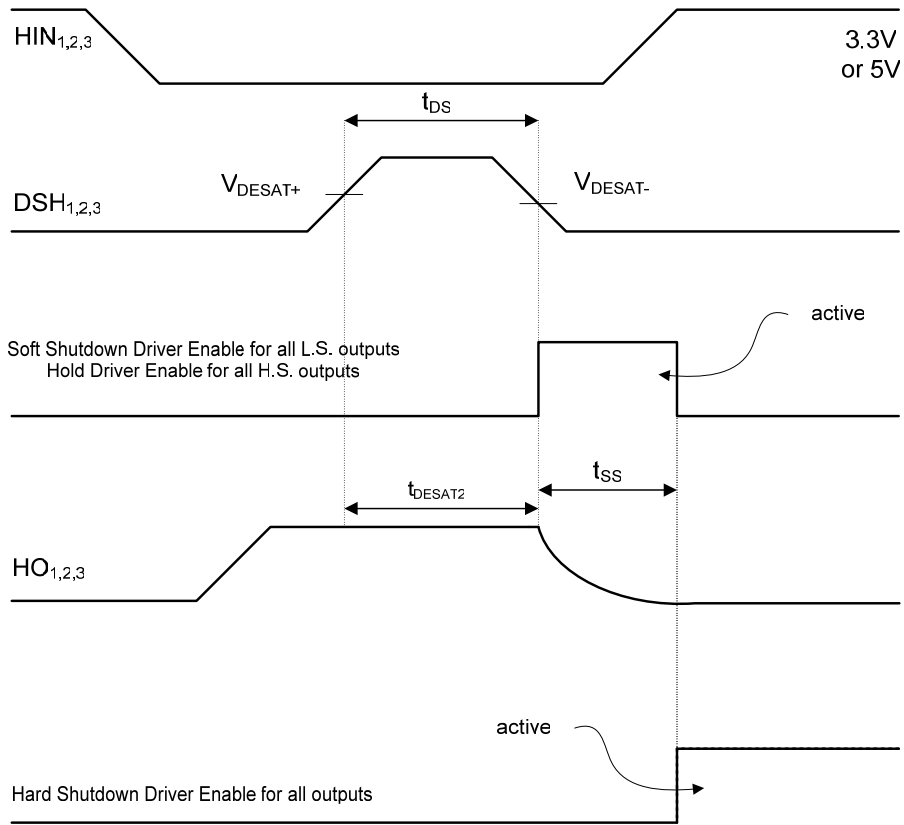 HIN1,2,3
3.3V
or 5V
tDS
VDESAT+
VDESAT-
DSH1,2,3
active
Soft Shutdown Driver Enable for all L.S. outputs
Hold Driver Enable for all H.S. outputs
tSS
tDESAT2
HO1,2,3
active
Hard Shutdown Driver Enable for all outputs